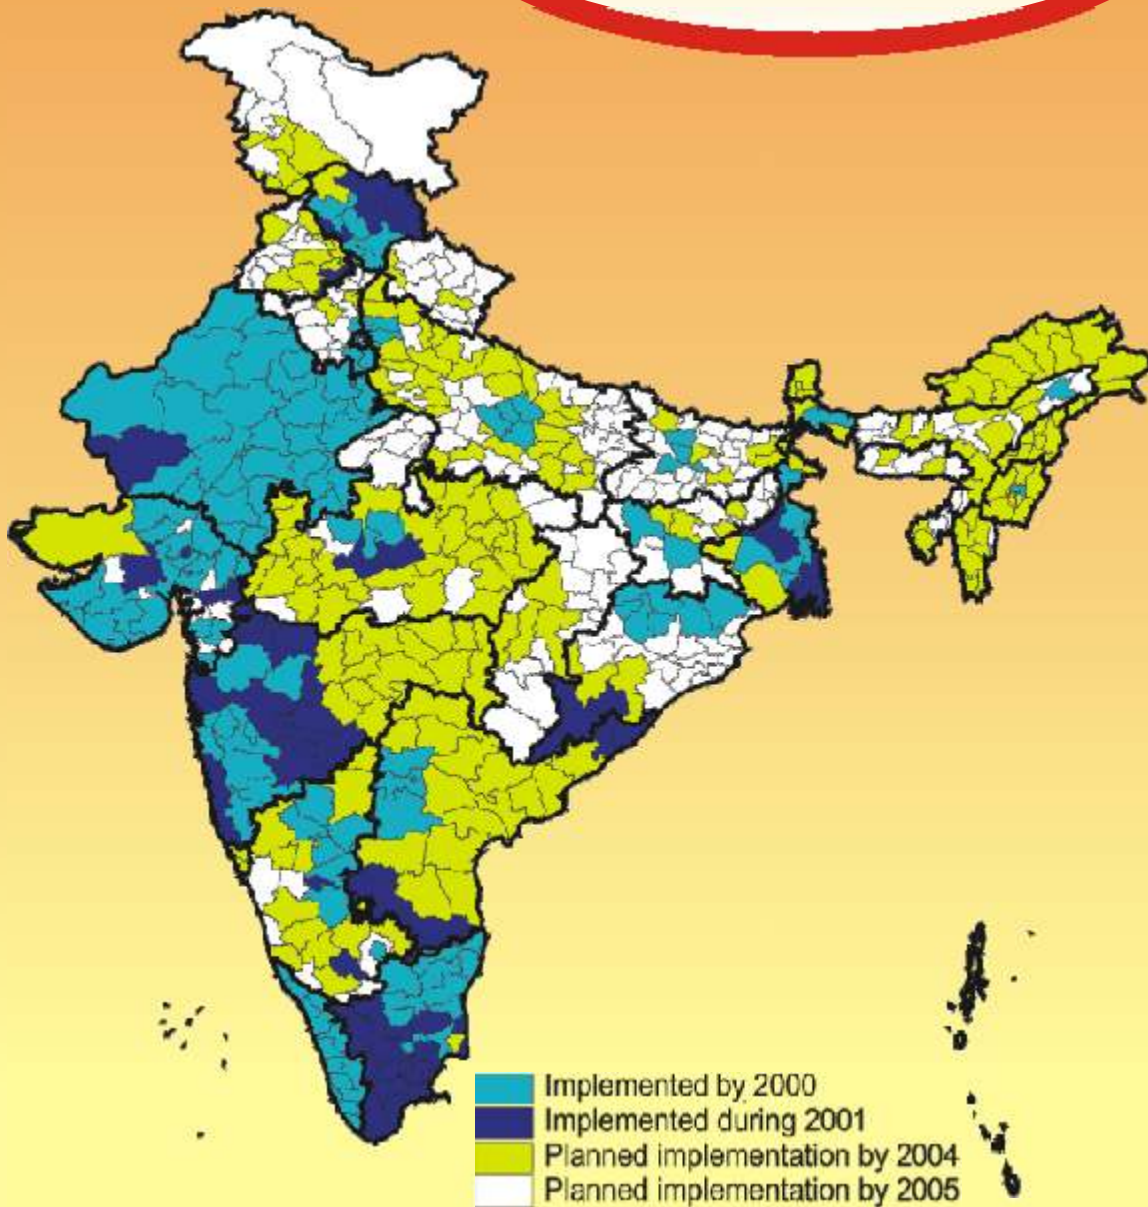 Implemented by 2000
Implemented during 2001
Planned implementation by 2004
Planned implementation by 2005